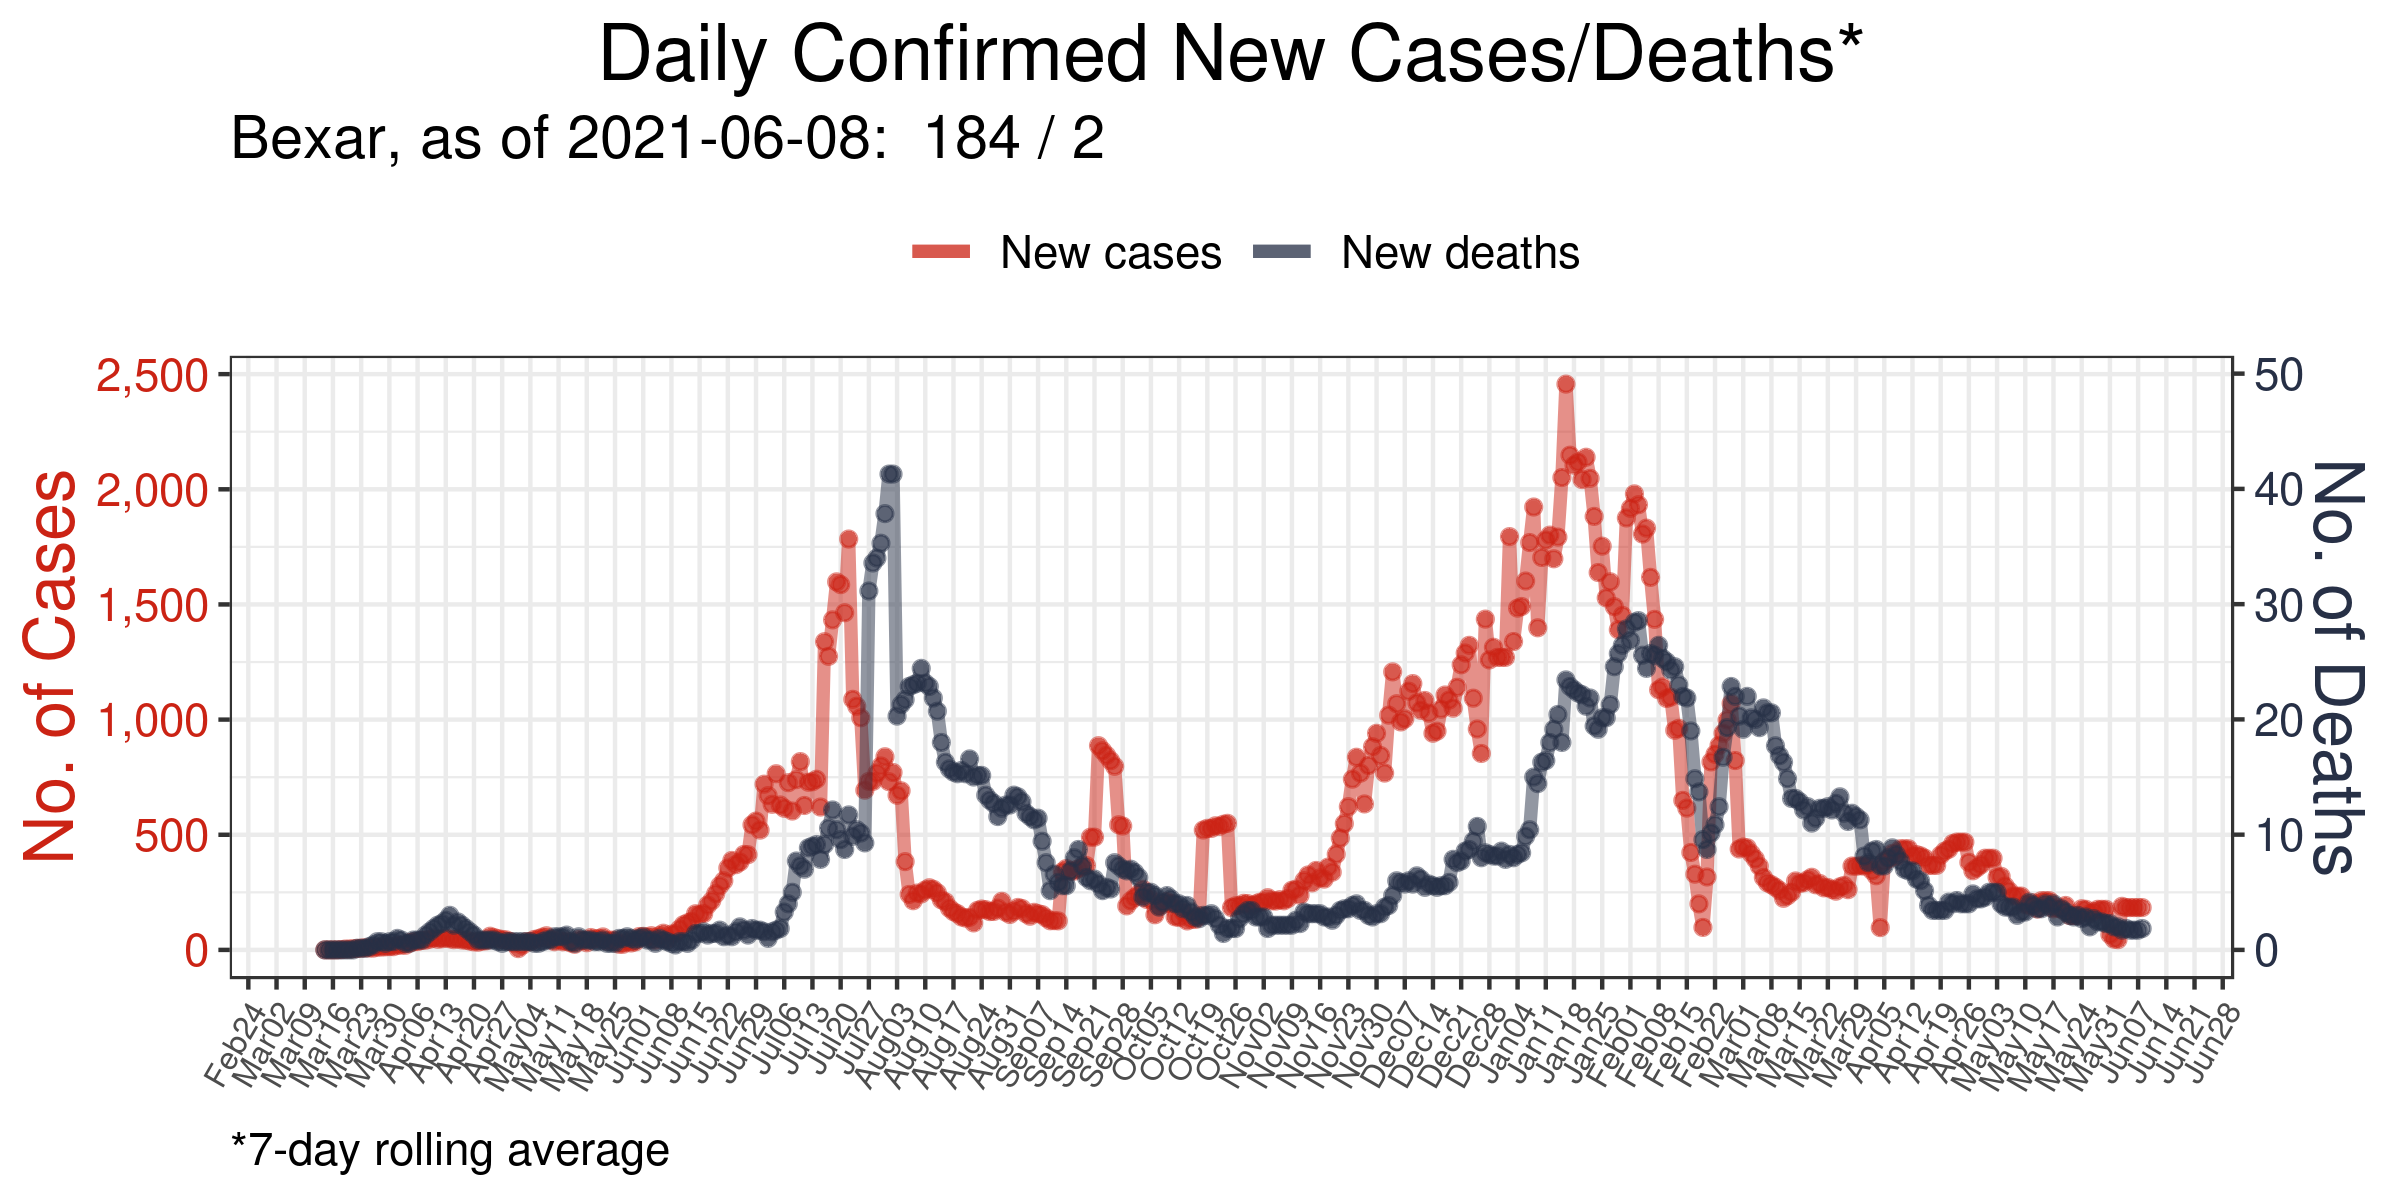 Daily Confirmed New Cases/Deaths*
Bexar, as of 2021-06-08:  184 / 2
New cases
New deaths
No. of Cases
2,500
2,000
1,500
1,000
500
0
50
40
30
20
10
0
No. of Deaths
Feb24
Mar02
Mar09
Mar16
Mar23
Mar30
Apr06
Apr13
Apr20
Apr27
May04
May11
May18
May25
Jun01
Jun08
Jun15
Jun22
Jun29
Jul06
Jul13
Jul20
Jul27
Aug03
Aug10
Aug17
Aug24
Aug31
Sep07
Sep14
Sep21
Sep28
Oct05
Oct12
Oct19
Oct26
Nov02
Nov09
Nov16
Nov23
Nov30
Dec07
Dec14
Dec21
Dec28
Jan04
Jan11
Jan18
Jan25
Feb01
Feb08
Feb15
Feb22
Mar01
Mar08
Mar15
Mar22
Mar29
Apr05
Apr12
Apr19
Apr26
May03
May10
May17
May24
May31
Jun07
Jun14
Jun21
Jun28
*7-day rolling average